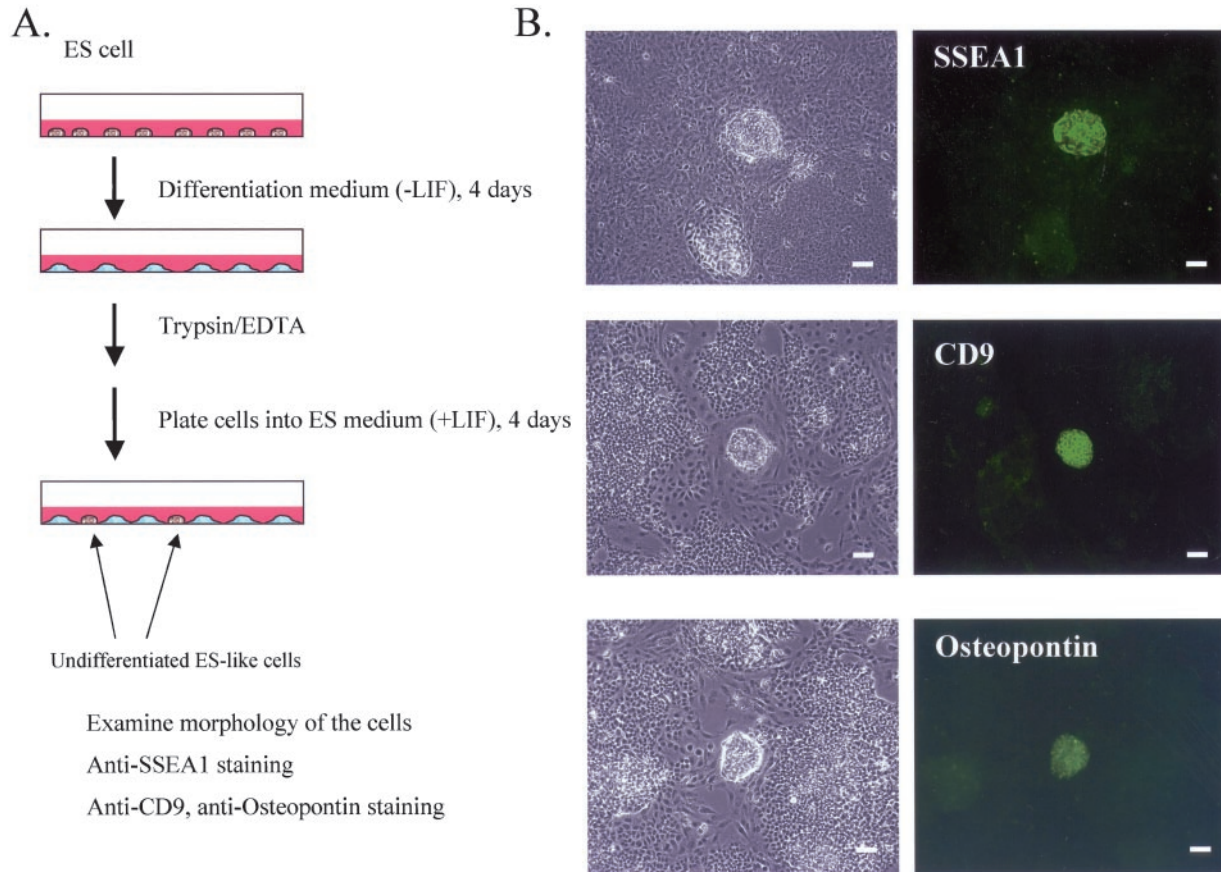 A.
ES cell
Differentiation medium (-LIF), 4 days
Trypsin/EDTA
Plate cells into ES medium (+LIF), 4 days
Undifferentiated ES-like cells
Examine morphology of the cells
Anti-SSEA1 staining
Anti-CD9, anti-Osteopontin staining
B.
SSEA1
CD9
Osteopontin